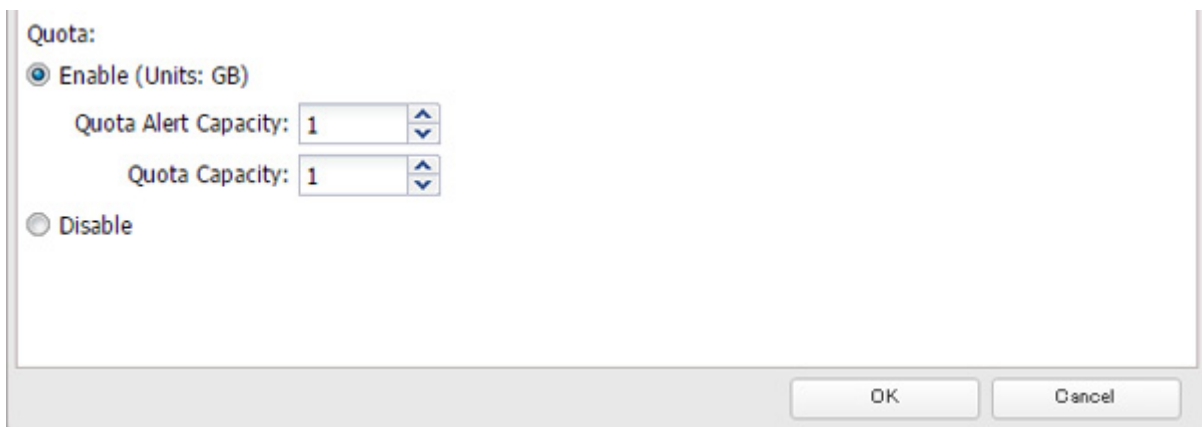 Quota:
Enable (Units: GB)
Quota Alert Capacity: 1
Quota Capacity: 1
Disable
OK Cancel